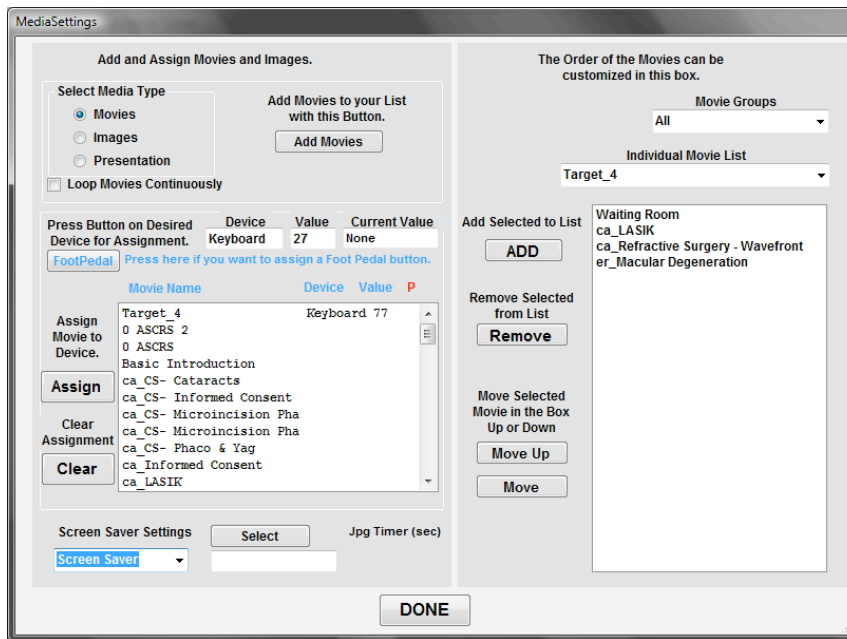 MediaSettings
Add and Assign Movies and Images.
Select Media Type
Movies
Images
Presentation
Loop Movies Continuously
Add Movies to your List
with this Button.
Add Movies
Press Button on Desired
Device for Assignment.
Device
Value
Current Value
Keyboard
27
None
FootPedal
Press here if you want to assign a Foot Pedal button.
Movie Name
Device
Value
P
Assign
Movie to
Device.
Assign
Clear
Assignment
Clear
Target_4 Keyboard 77
0 ASCRS 2
0 ASCRS
Basic Introduction
ca_CS- Cataracts
ca_CS- Informed Consent
ca_CS- Microincision Pha
ca_CS- Microincision Pha
ca_CS- Phaco & Yag
ca_Informed Consent
ca_LASIK
Screen Saver Settings
Select
Jpg Timer (sec)
Screen Saver
The Order of the Movies can be
customized in this box.
Movie Groups
All
Individual Movie List
Target_4
Add Selected to List
ADD
Remove Selected
from List
Remove
Move Selected
Movie in the Box
Up or Down
Move Up
Move
Waiting Room
ca_LASIK
ca_Refractive Surgery - Wavefront
er_Macular Degeneration
DONE